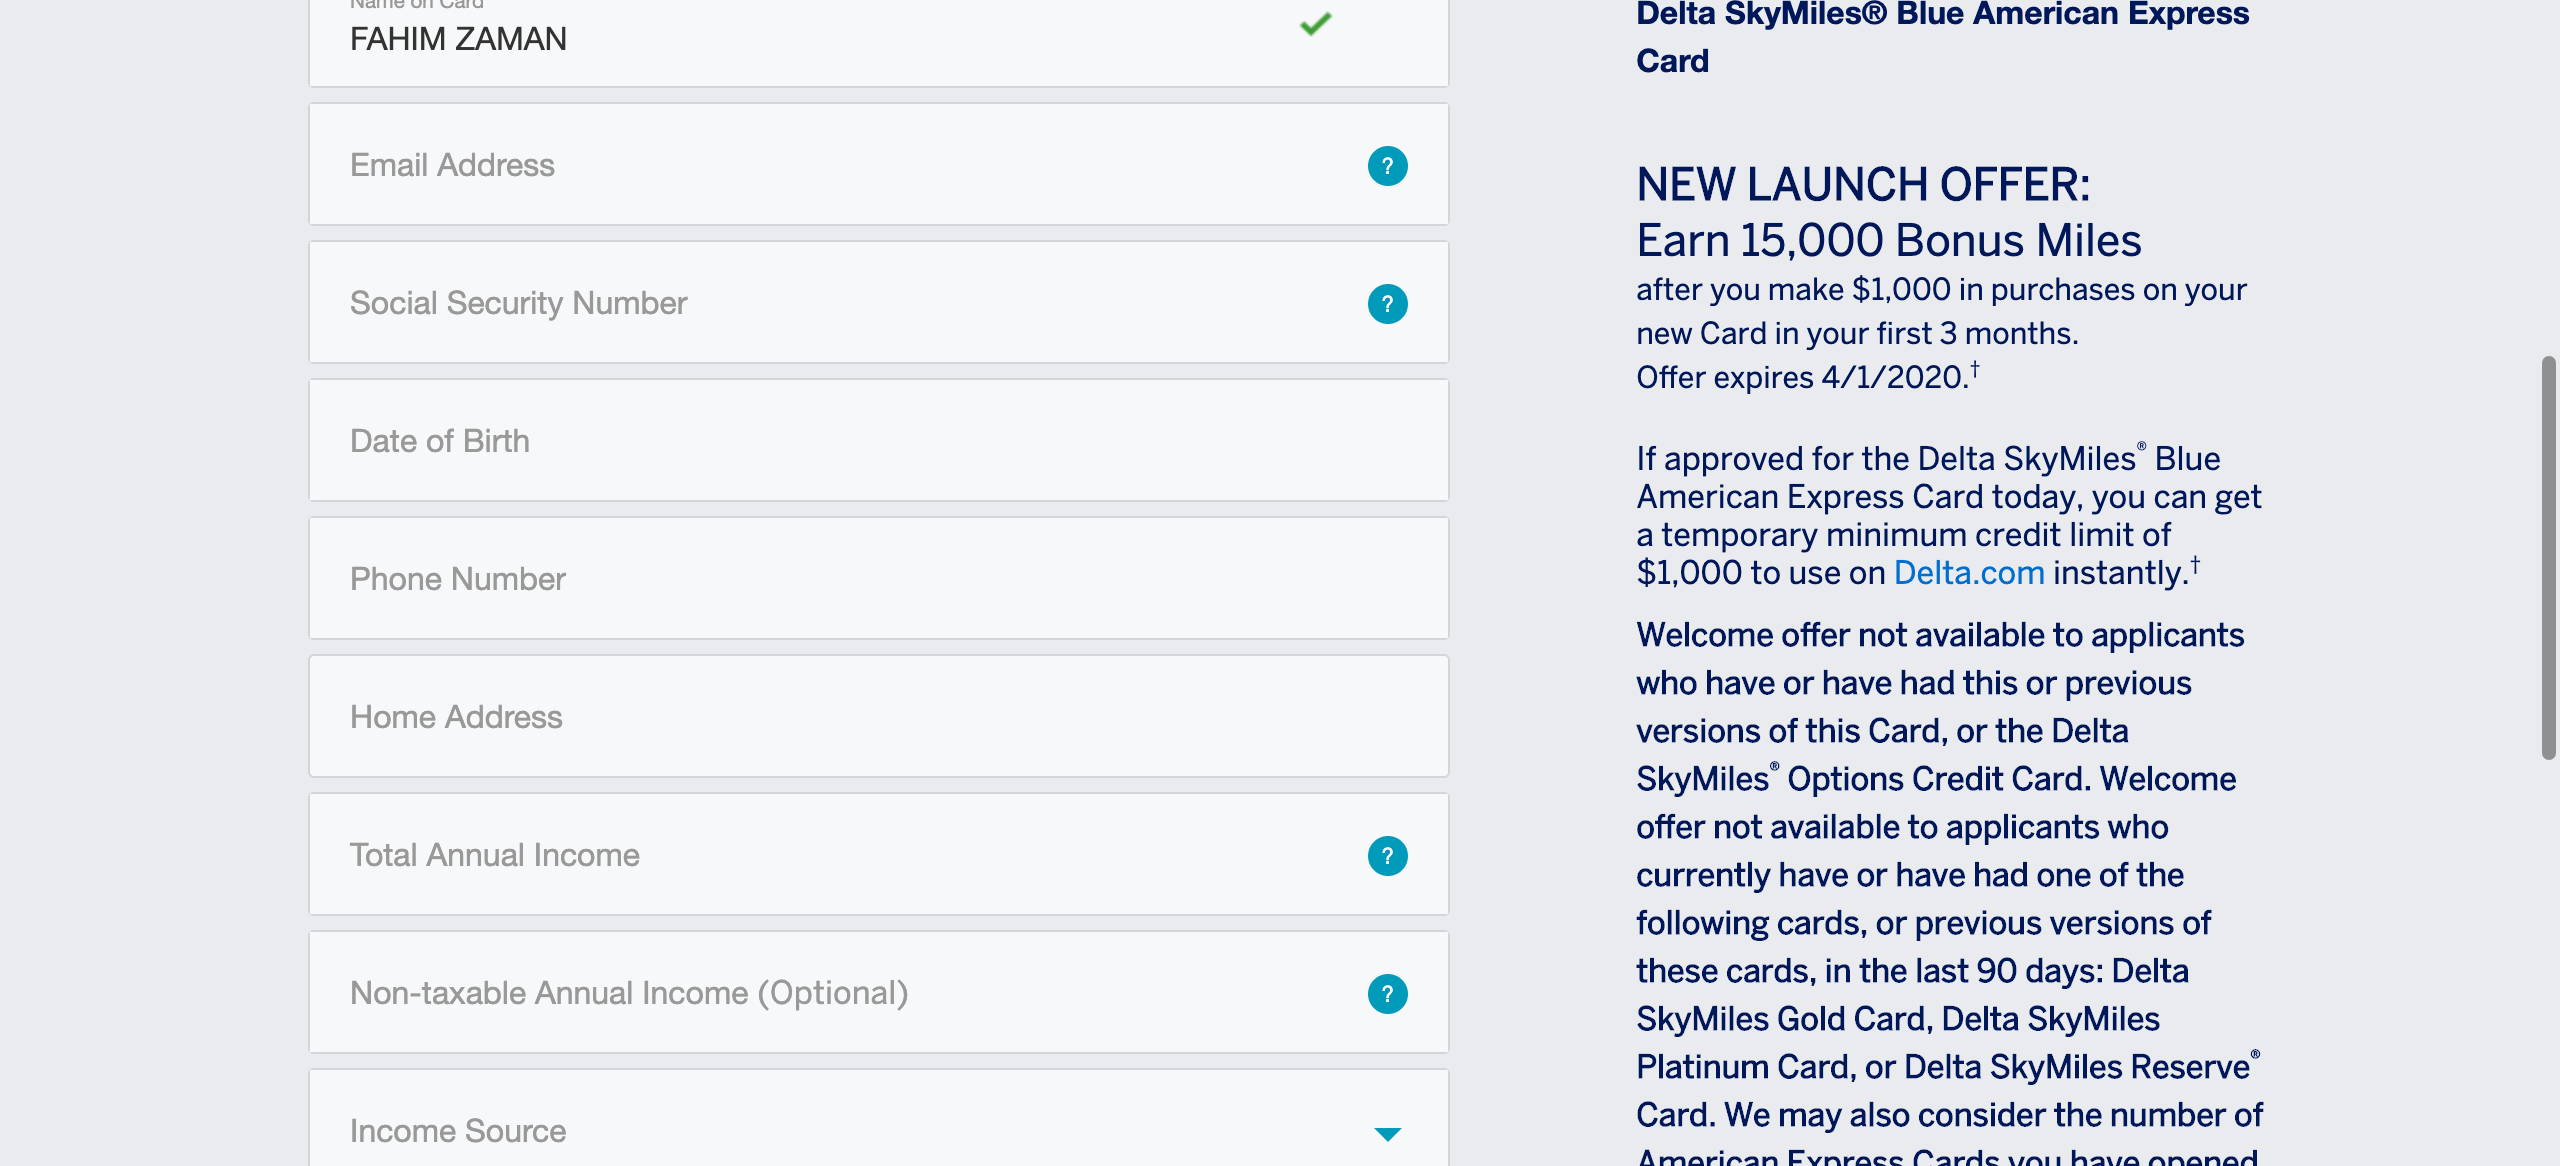 Name on Card
FAHIM ZAMAN
Email Address
?
Social Security Number
?
Date of Birth
Phone Number
Home Address
Total Annual Income
?
Non-taxable Annual Income (Optional)
?
Income Source
Delta SkyMiles® Blue American Express
Card
NEW LAUNCH OFFER:
Earn 15,000 Bonus Miles
after you make $1,000 in purchases on your
new Card in your first 3 months.
Offer expires 4/1/2020.†
If approved for the Delta SkyMiles® Blue
American Express Card today, you can get
a temporary minimum credit limit of
$1,000 to use on Delta.com instantly.†
Welcome offer not available to applicants
who have or have had this or previous
versions of this Card, or the Delta
SkyMiles® Options Credit Card. Welcome
offer not available to applicants who
currently have or have had one of the
following cards, or previous versions of
these cards, in the last 90 days: Delta
SkyMiles Gold Card, Delta SkyMiles
Platinum Card, or Delta SkyMiles Reserve®
Card. We may also consider the number of
American Express Cards you have opened